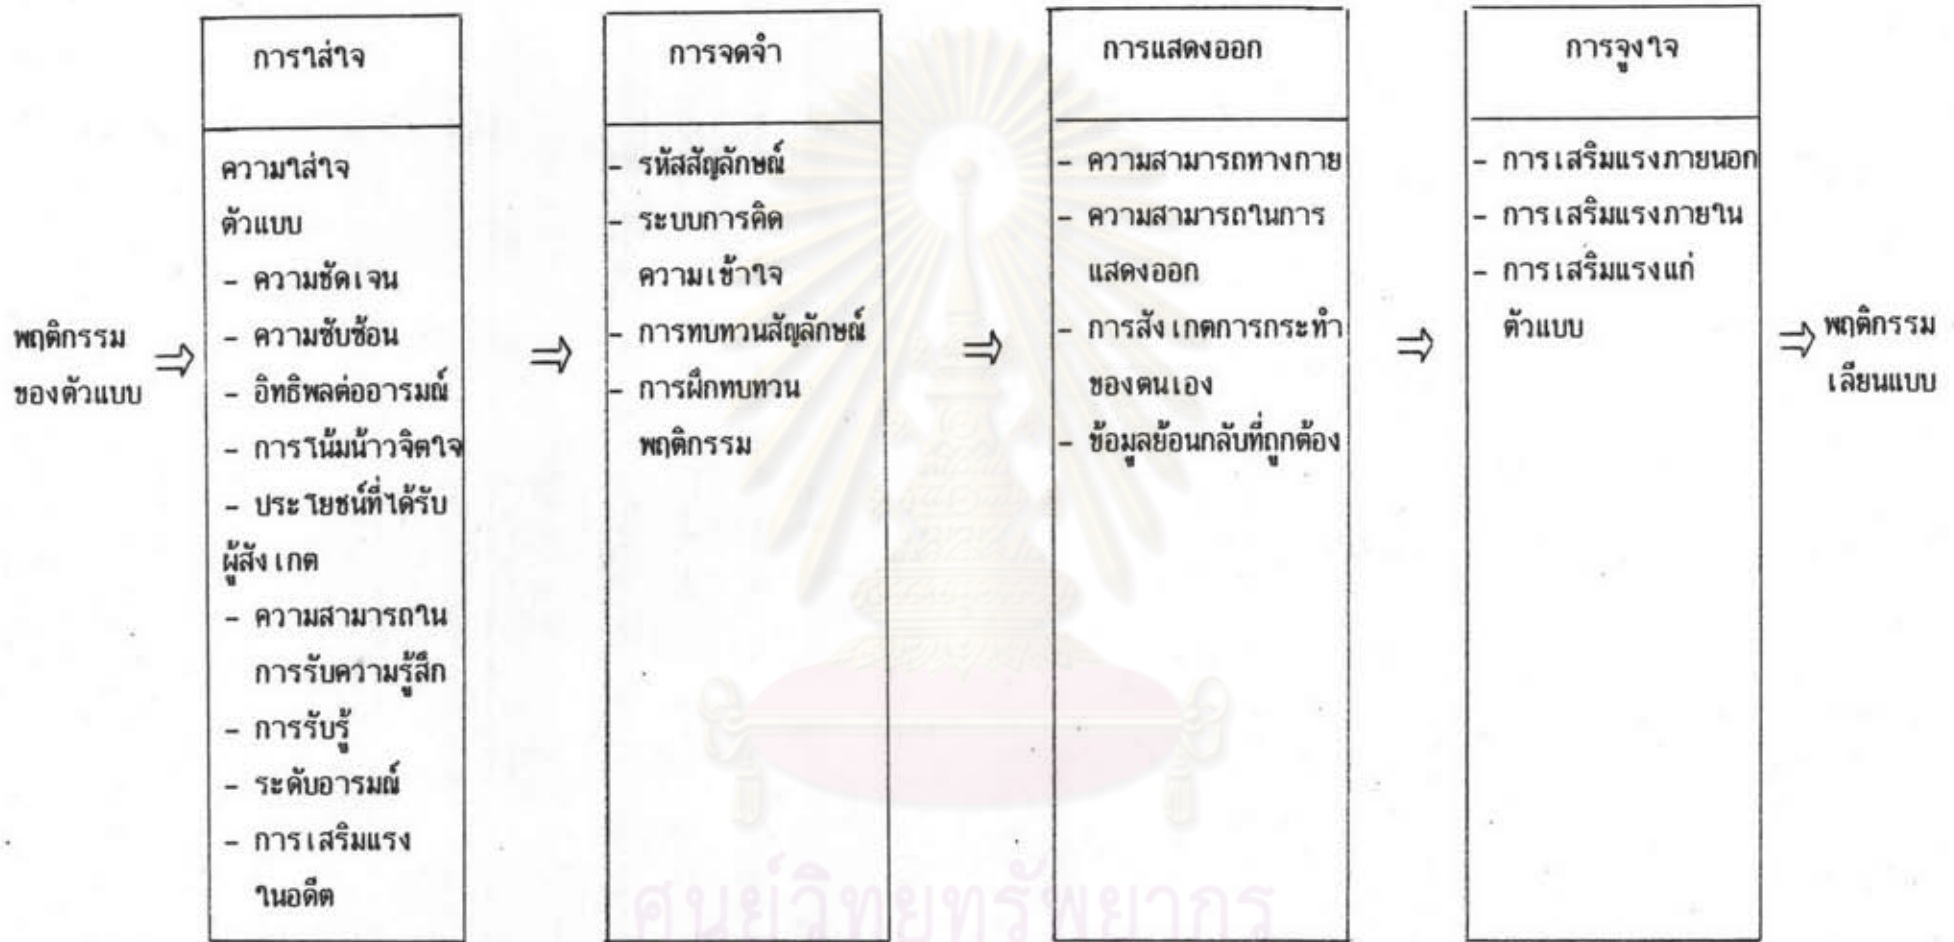 พฤติกรรม
ของตัวแบบ
⇒
การใส่ใจ
ความใส่ใจ
ตัวแบบ
- ความชัดเจน
- ความซับซ้อน
- อิทธิพลต่ออารมณ์
- การโน้มน้าวจิตใจ
- ประโยชน์ที่ได้รับ
ผู้สังเกต
- ความสามารถใน
การรับความรู้สึก
- การรับรู้
- ระดับอารมณ์
- การเสริมแรง
ในอดีต
⇒
การจดจำ
- รหัสสัญลักษณ์
- ระบบการคิด
ความเข้าใจ
- การทบทวนสัญลักษณ์
- การฝึกทบทวน
พฤติกรรม
⇒
การแสดงออก
- ความสามารถทางกาย
- ความสามารถในการ
แสดงออก
- การสังเกตการกระทำ
ของตนเอง
- ข้อมูลย้อนกลับที่ถูกต้อง
⇒
การจูงใจ
- การเสริมแรงภายนอก
- การเสริมแรงภายใน
- การเสริมแรงแก่
ตัวแบบ
⇒
พฤติกรรม
เลียนแบบ
ศูนย์วิทยทรัพยากร